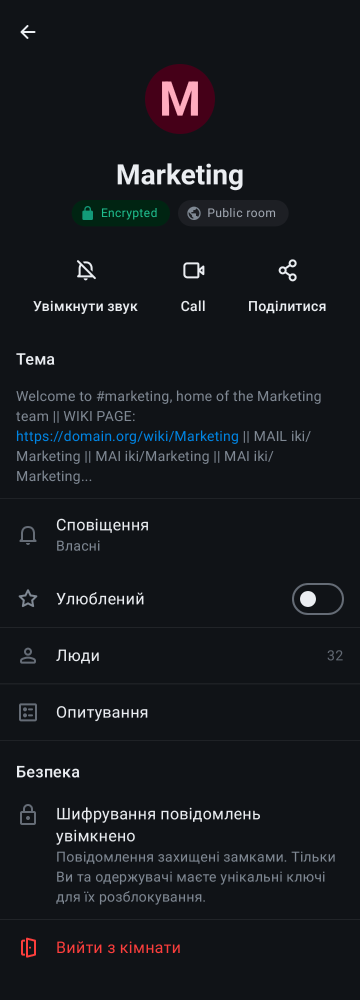 M
Marketing
Encrypted
Public room
Увімкнути звук
Call
Поділитися
Тема
Welcome to #marketing, home of the Marketing
team || WIKI PAGE:
https://domain.org/wiki/Marketing || MAIL iki/
Marketing || MAI iki/Marketing || MAI iki/
Marketing...
Сповіщення
Власні
Улюблений
Люди
32
Опитування
Безпека
Шифрування повідомлень
увімкнено
Повідомлення захищені замками. Тільки
Ви та одержувачі маєте унікальні ключі
для їх розблокування.
Вийти з кімнати